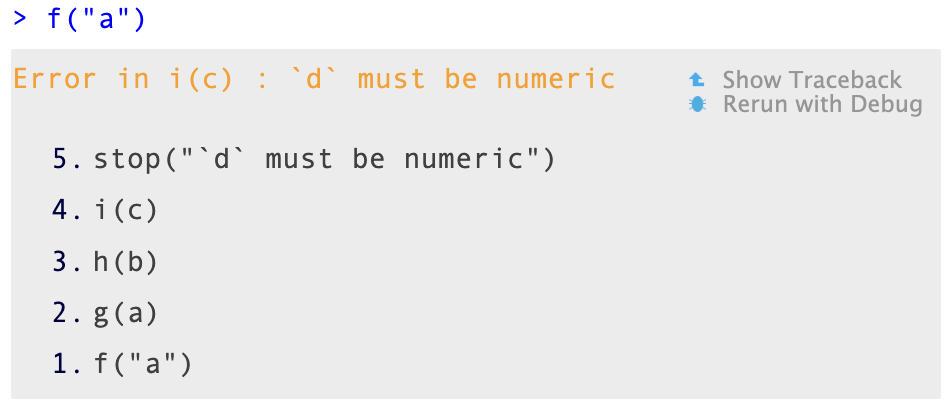 > f("a")
Error in i(c) : `d` must be numeric
Show Traceback
Rerun with Debug
5. stop("`d` must be numeric")
4. i(c)
3. h(b)
2. g(a)
1. f("a")